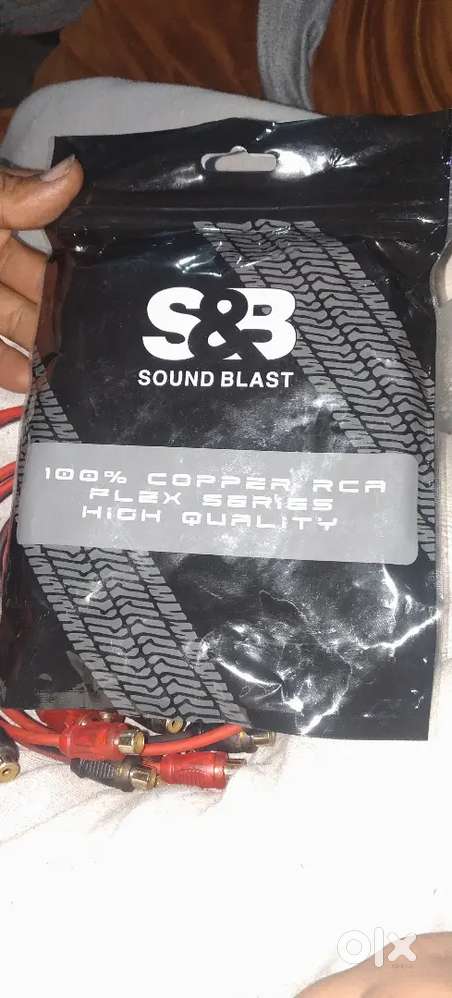 S&B
SOUND BLAST
100% COPPER RCA
FLEX SERIES
HIGH QUALITY
olx